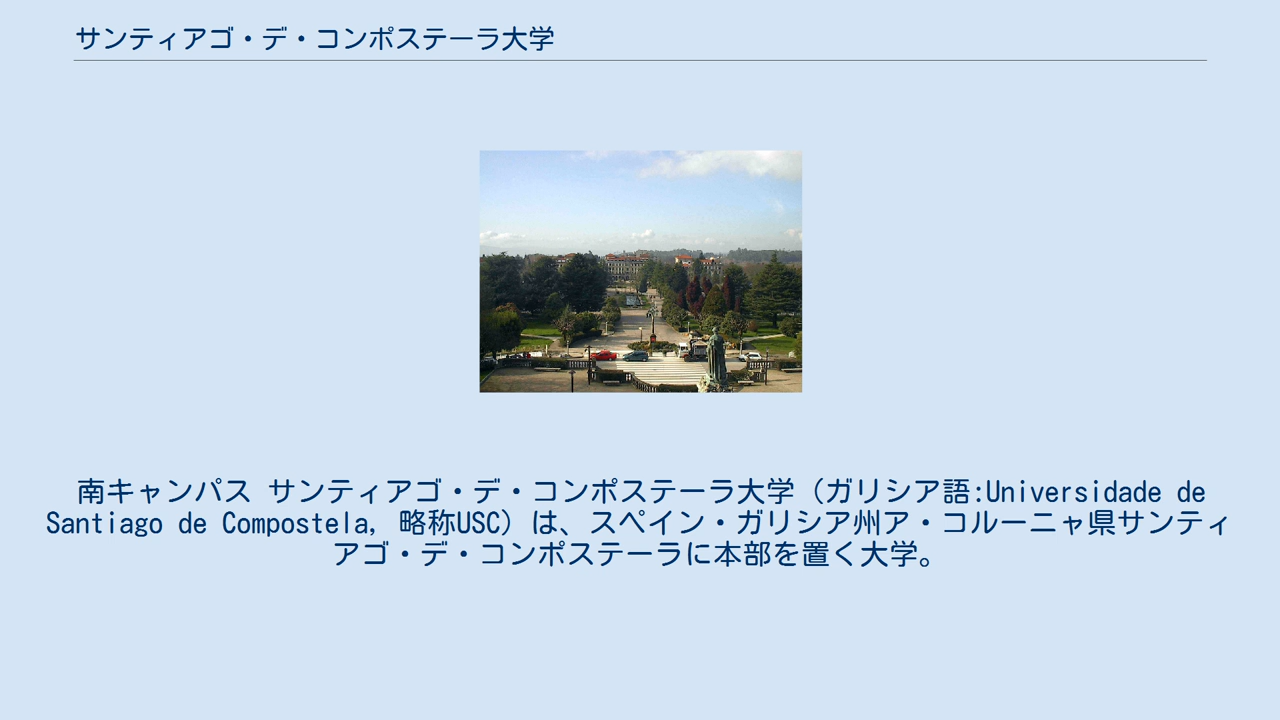 サンティアゴ・デ・コンポステーラ大学
南キャンパス サンティアゴ・デ・コンポステーラ大学（ガリシア語:Universidade de
Santiago de Compostela, 略称USC）は、スペイン・ガリシア州ア・コルーニャ県サンティ
アゴ・デ・コンポステーラに本部を置く大学。